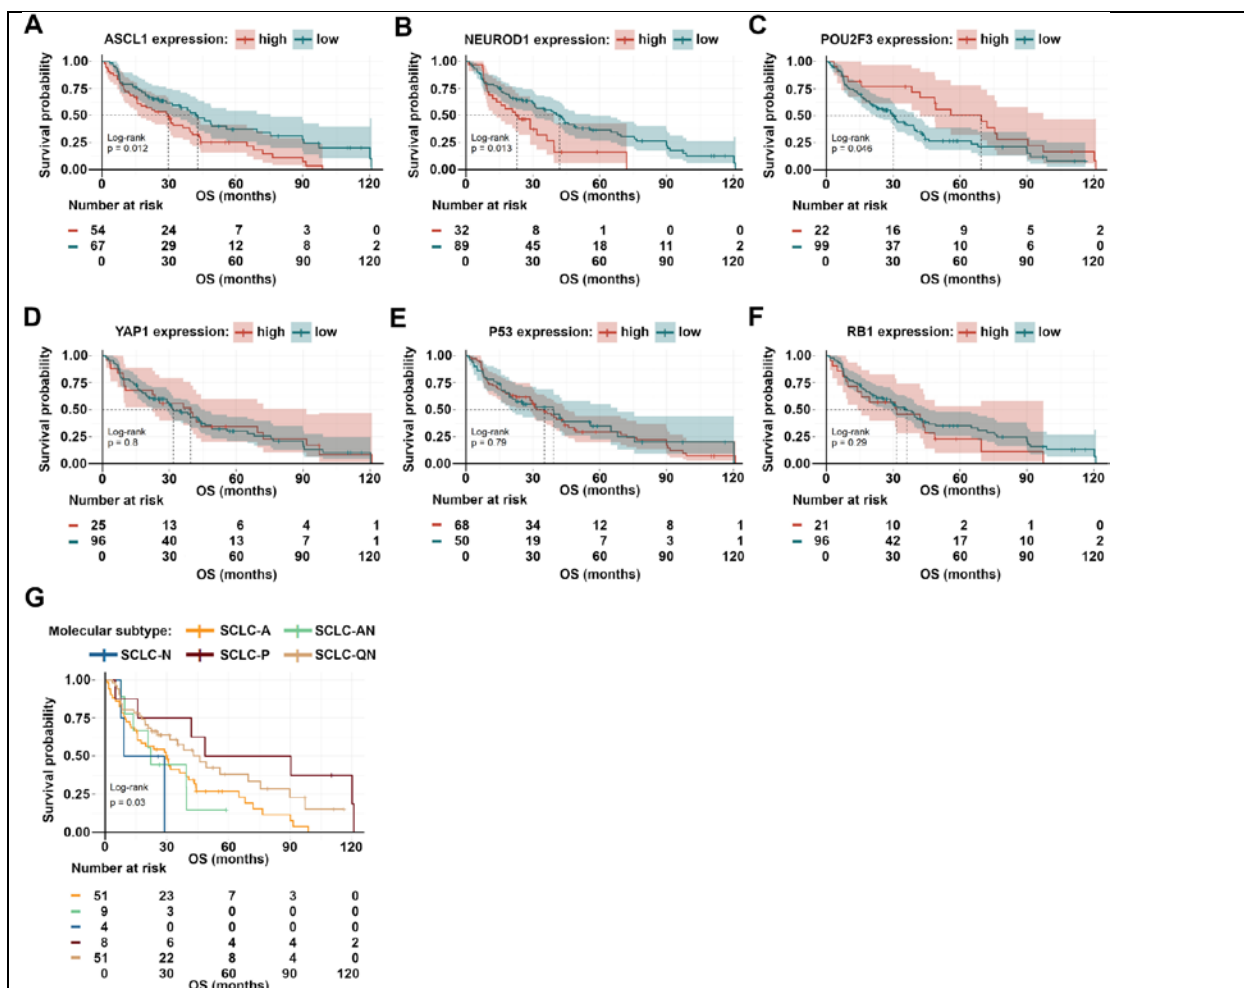 A
ASCL1 expression: high low
Survival probability
1.00
0.75
0.50
0.25
0.00
Log-rank
p = 0.012
0 30 60 90 120
OS (months)
Number at risk
54 24 7 3 0
67 29 12 8 2
0 30 60 90 120
OS (months)
B
NEUROD1 expression: high low
Survival probability
1.00
0.75
0.50
0.25
0.00
Log-rank
p = 0.013
0 30 60 90 120
OS (months)
Number at risk
32 8 1 0 0
89 45 18 11 2
0 30 60 90 120
OS (months)
C
POU2F3 expression: high low
Survival probability
1.00
0.75
0.50
0.25
0.00
Log-rank
p = 0.046
0 30 60 90 120
OS (months)
Number at risk
22 16 9 5 2
99 37 10 6 0
0 30 60 90 120
OS (months)
D
YAP1 expression: high low
Survival probability
1.00
0.75
0.50
0.25
0.00
Log-rank
p = 0.8
0 30 60 90 120
OS (months)
Number at risk
25 13 6 4 1
96 40 13 7 1
0 30 60 90 120
OS (months)
E
P53 expression: high low
Survival probability
1.00
0.75
0.50
0.25
0.00
Log-rank
p = 0.79
0 30 60 90 120
OS (months)
Number at risk
68 34 12 8 1
50 19 7 3 1
0 30 60 90 120
OS (months)
F
RB1 expression: high low
Survival probability
1.00
0.75
0.50
0.25
0.00
Log-rank
p = 0.29
0 30 60 90 120
OS (months)
Number at risk
21 10 2 1 0
96 42 17 10 2
0 30 60 90 120
OS (months)
G
Molecular subtype: SCLC-A SCLC-AN
SCLC-N SCLC-P SCLC-QN
Survival probability
1.00
0.75
0.50
0.25
0.00
Log-rank
p = 0.03
0 30 60 90 120
OS (months)
Number at risk
51 23 7 3 0
9 3 0 0 0
4 0 0 0 0
8 6 4 4 2
51 22 8 4 0
0 30 60 90 120
OS (months)